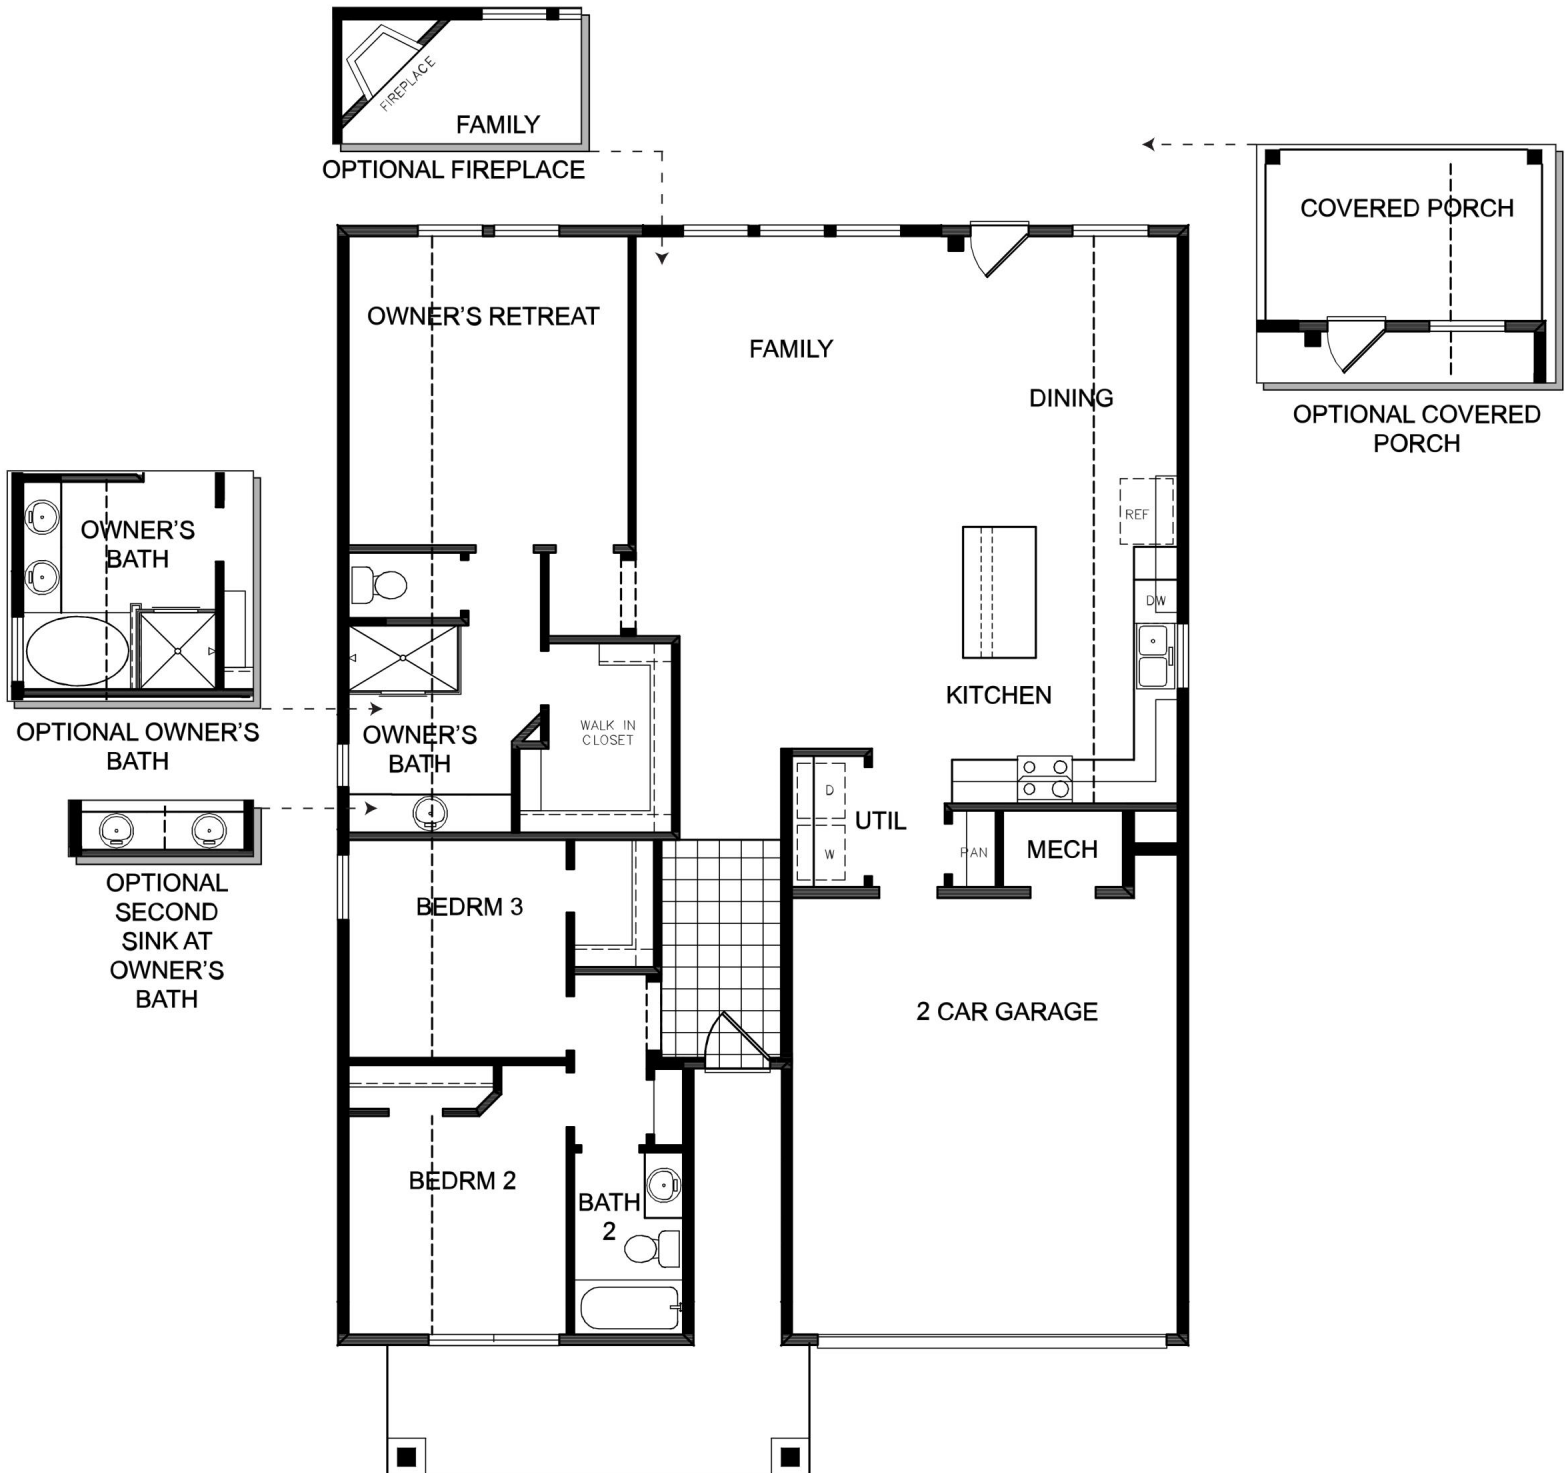 FIREPLACE
FAMILY
OPTIONAL FIREPLACE
COVERED PORCH
OPTIONAL COVERED
PORCH
OWNER'S RETREAT
FAMILY
DINING
REF
DW
KITCHEN
OWNER'S
BATH
OPTIONAL OWNER'S
BATH
OWNER'S
BATH
WALK IN
CLOSET
OPTIONAL
SECOND
SINK AT
OWNER'S
BATH
D
W
UTIL
PAN
MECH
BEDRM 3
2 CAR GARAGE
BEDRM 2
BATH
2